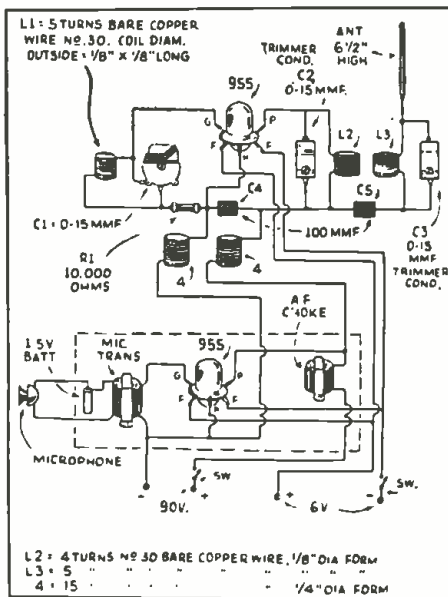 L1 = 5 TURNS BARE COPPER
WIRE No. 30. COIL DIAM.
OUTSIDE = 1/8" X 1/8" LONG
955
TRIMMER
COND.
C2
0-15 MMF.
ANT
6 1/2"
HIGH
G
P
F
F
K
L2
L3
C4
C5
C1 = 0-15 MMF
100 MMF
R1
10,000
OHMS
C3
0-15
MMF
TRIMMER
COND.
4
4
1.5V
BATT
MIC
TRANS
955
A F
CHOKE
G
P
F
F
K
MICROPHONE
SW
SW.
-
+
+
-
90V.
6V
L2 = 4 TURNS No 30 BARE COPPER WIRE, 1/8" DIA FORM
L3 = 5 " " " " " " "
4 = 15 " " " " " 1/4" DIA FORM